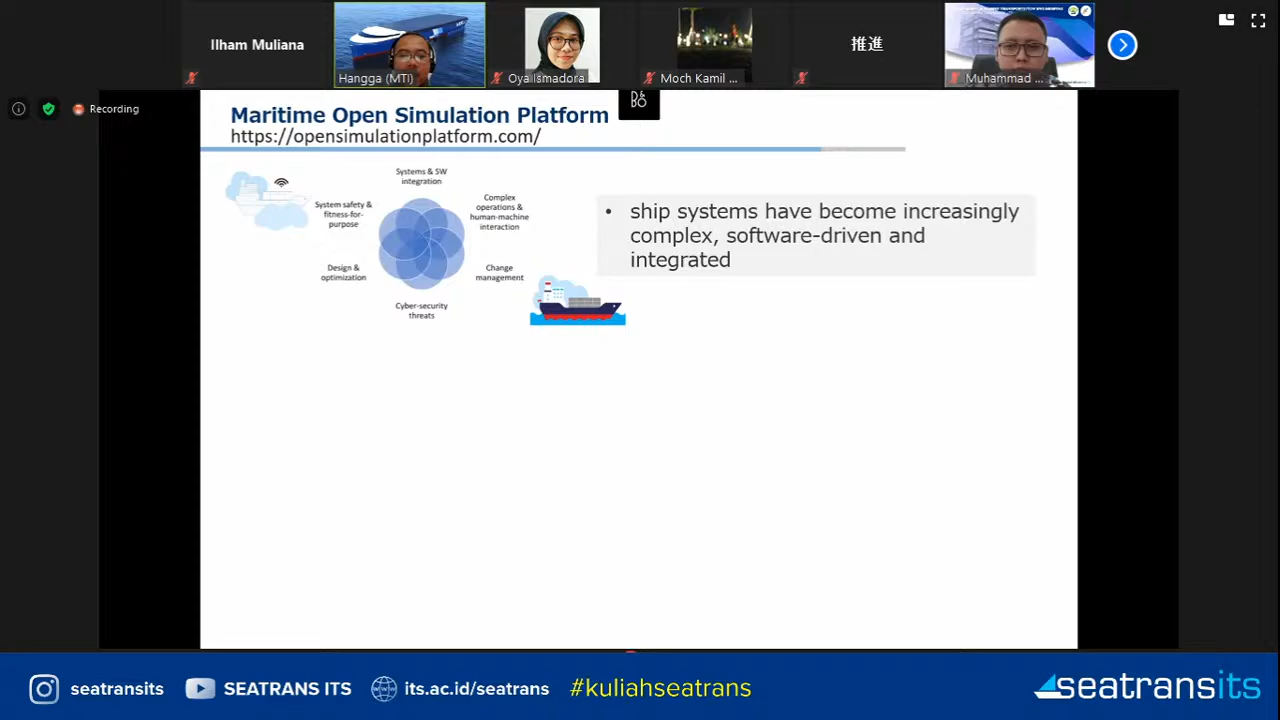 Ilham Muliana
Hangga (MTI)
Oya Ismadora
Moch Kamil ...
推進
Muhammad ...
Recording
Maritime Open Simulation Platform
https://opensimulationplatform.com/
Systems & SW
integration
System safety &
fitness-for-
purpose
Complex
operations &
human-machine
interaction
Design &
optimization
Change
management
Cyber-security
threats
• ship systems have become increasingly
complex, software-driven and
integrated
seatransits
SEATRANS ITS
its.ac.id/seatrans
#kuliahseatrans
seatransits